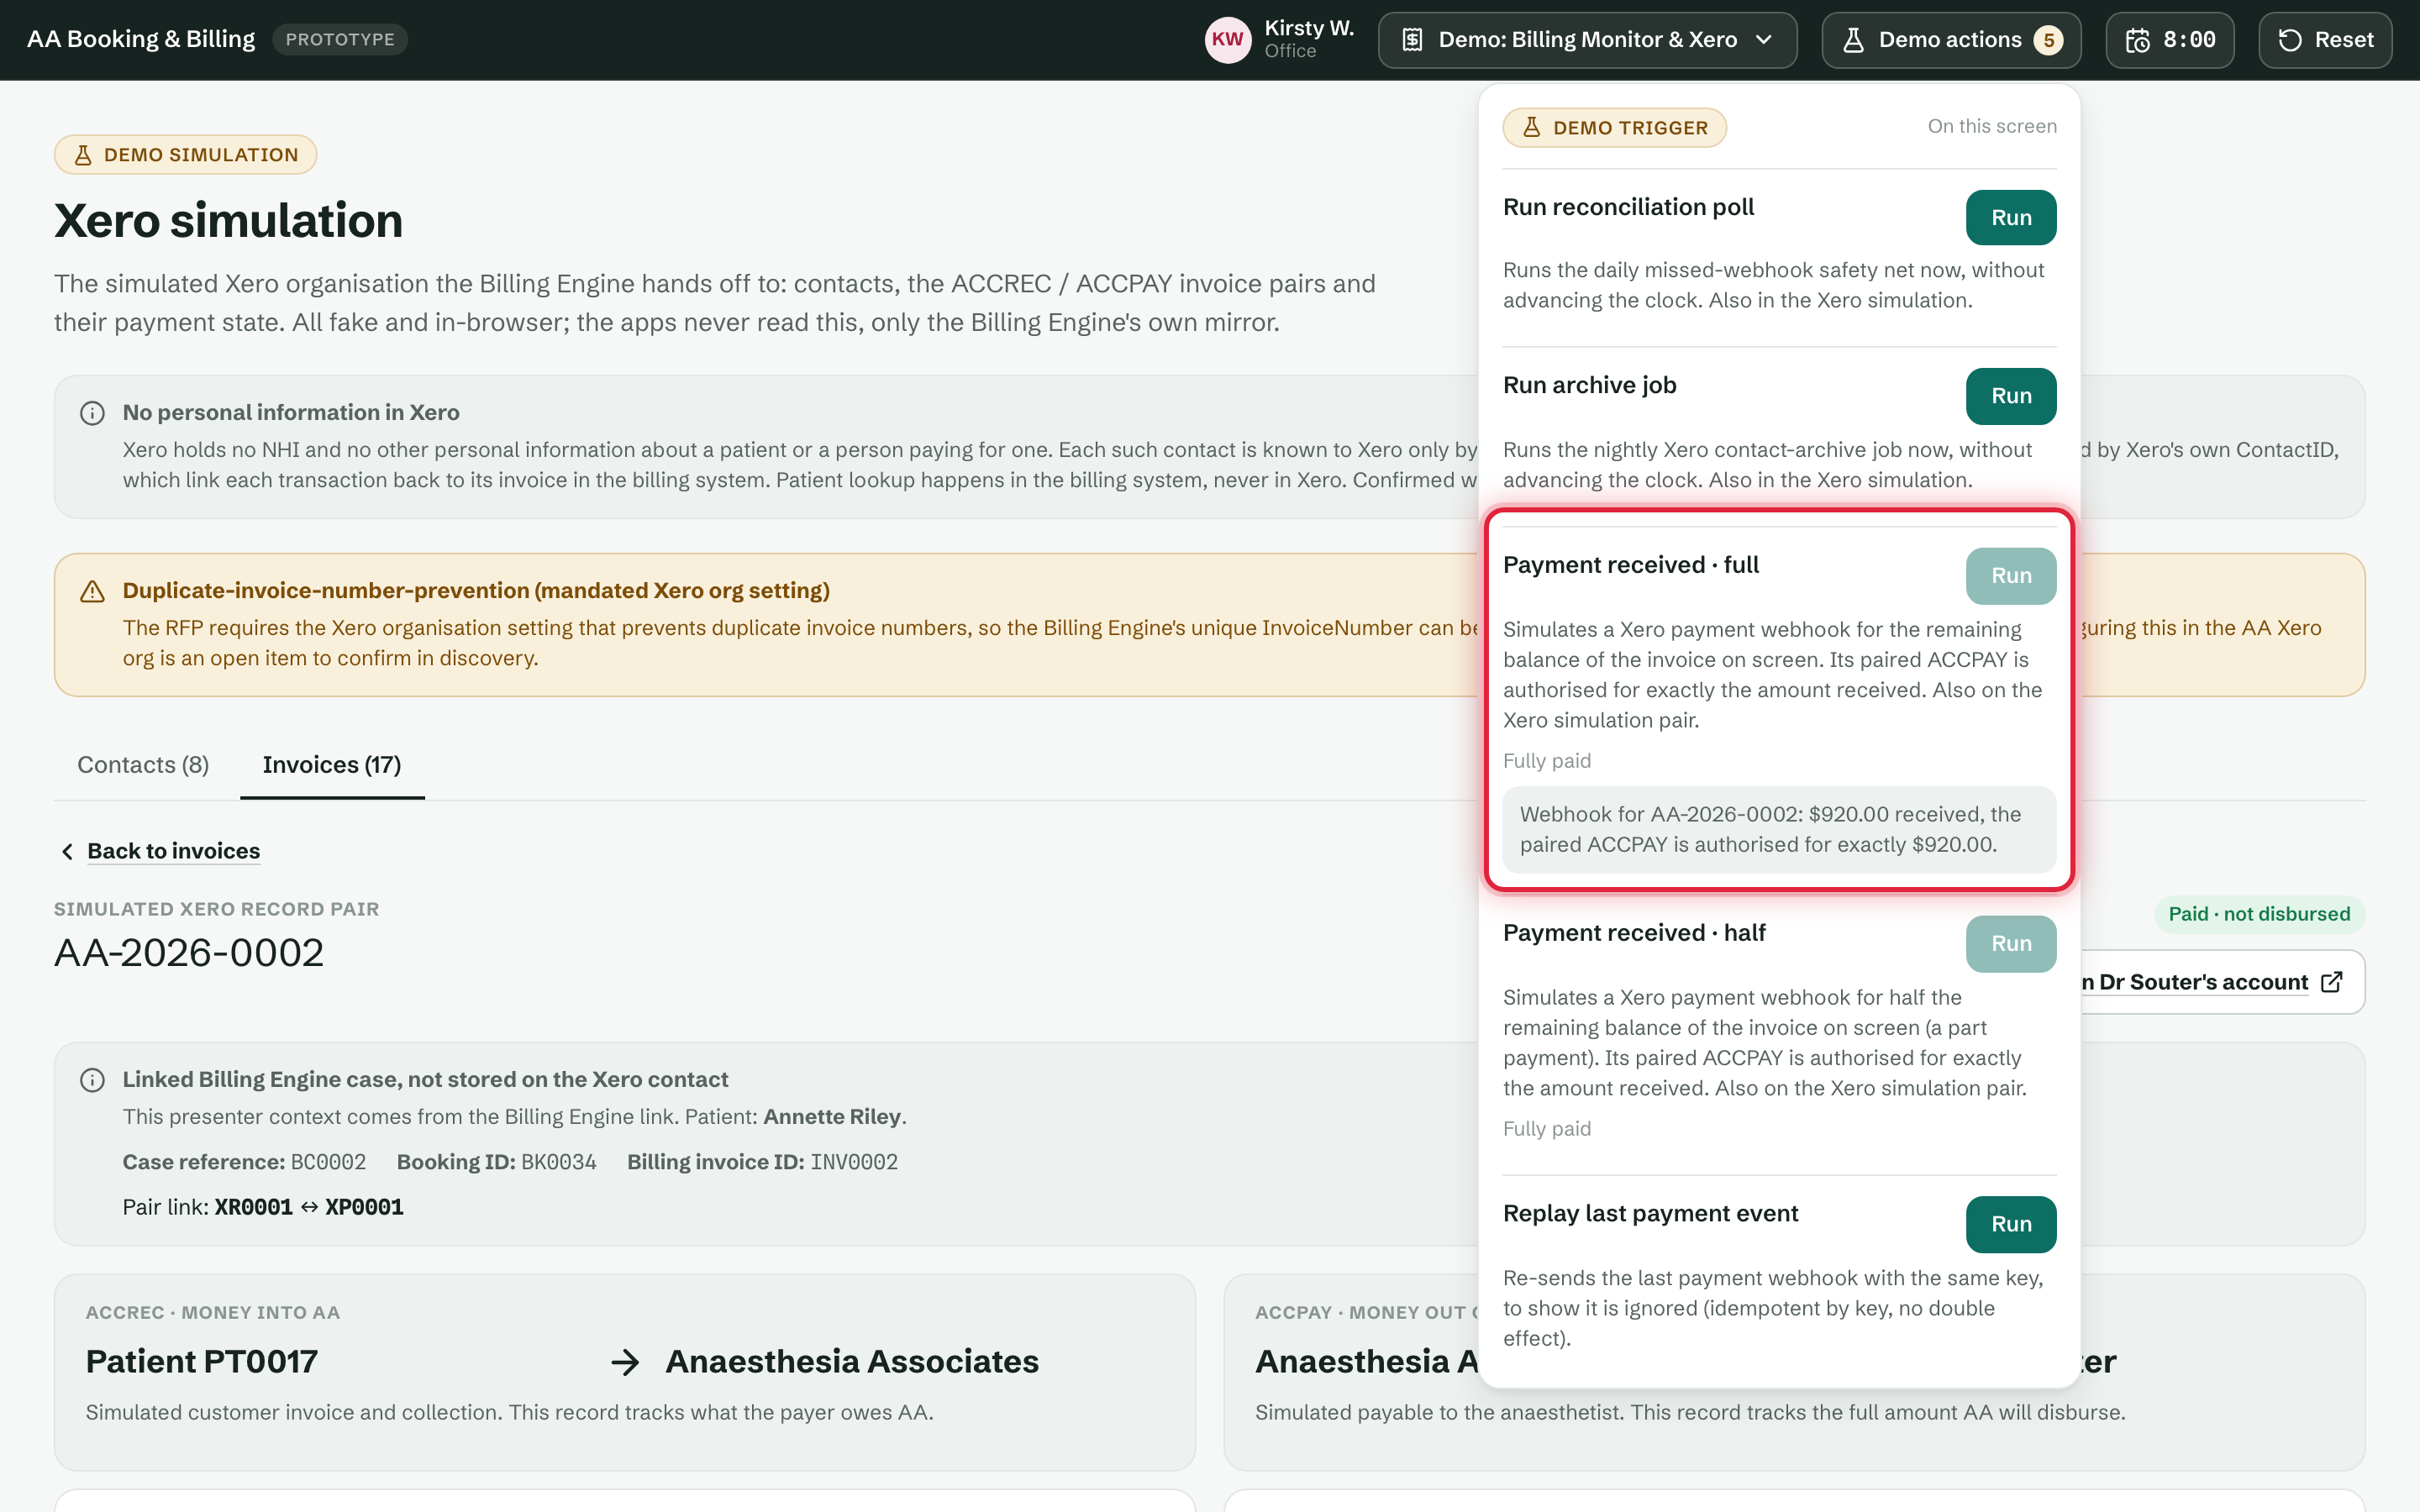 AA Booking & Billing PROTOTYPE
KW Kirsty W. Office
Demo: Billing Monitor & Xero
Demo actions 5
8:00
Reset
DEMO SIMULATION
Xero simulation
The simulated Xero organisation the Billing Engine hands off to: contacts, the ACCREC / ACCPAY invoice pairs and
their payment state. All fake and in-browser; the apps never read this, only the Billing Engine's own mirror.
No personal information in Xero
Xero holds no NHI and no other personal information about a patient or a person paying for one. Each such contact is known to Xero only by
d by Xero's own ContactID,
which link each transaction back to its invoice in the billing system. Patient lookup happens in the billing system, never in Xero. Confirmed w
Duplicate-invoice-number-prevention (mandated Xero org setting)
The RFP requires the Xero organisation setting that prevents duplicate invoice numbers, so the Billing Engine's unique InvoiceNumber can be
guring this in the AA Xero
org is an open item to confirm in discovery.
Contacts (8)
Invoices (17)
Back to invoices
SIMULATED XERO RECORD PAIR
AA-2026-0002
Paid · not disbursed
n Dr Souter's account
Linked Billing Engine case, not stored on the Xero contact
This presenter context comes from the Billing Engine link. Patient: Annette Riley.
Case reference: BC0002 Booking ID: BK0034 Billing invoice ID: INV0002
Pair link: XR0001 ↔ XP0001
ACCREC · MONEY INTO AA
Patient PT0017 → Anaesthesia Associates
Simulated customer invoice and collection. This record tracks what the payer owes AA.
ACCPAY · MONEY OUT
Anaesthesia A
ter
Simulated payable to the anaesthetist. This record tracks the full amount AA will disburse.
DEMO TRIGGER
On this screen
Run reconciliation poll
Run
Runs the daily missed-webhook safety net now, without
advancing the clock. Also in the Xero simulation.
Run archive job
Run
Runs the nightly Xero contact-archive job now, without
advancing the clock. Also in the Xero simulation.
Payment received · full
Run
Simulates a Xero payment webhook for the remaining
balance of the invoice on screen. Its paired ACCPAY is
authorised for exactly the amount received. Also on the
Xero simulation pair.
Fully paid
Webhook for AA-2026-0002: $920.00 received, the
paired ACCPAY is authorised for exactly $920.00.
Payment received · half
Run
Simulates a Xero payment webhook for half the
remaining balance of the invoice on screen (a part
payment). Its paired ACCPAY is authorised for exactly
the amount received. Also on the Xero simulation pair.
Fully paid
Replay last payment event
Run
Re-sends the last payment webhook with the same key,
to show it is ignored (idempotent by key, no double
effect).